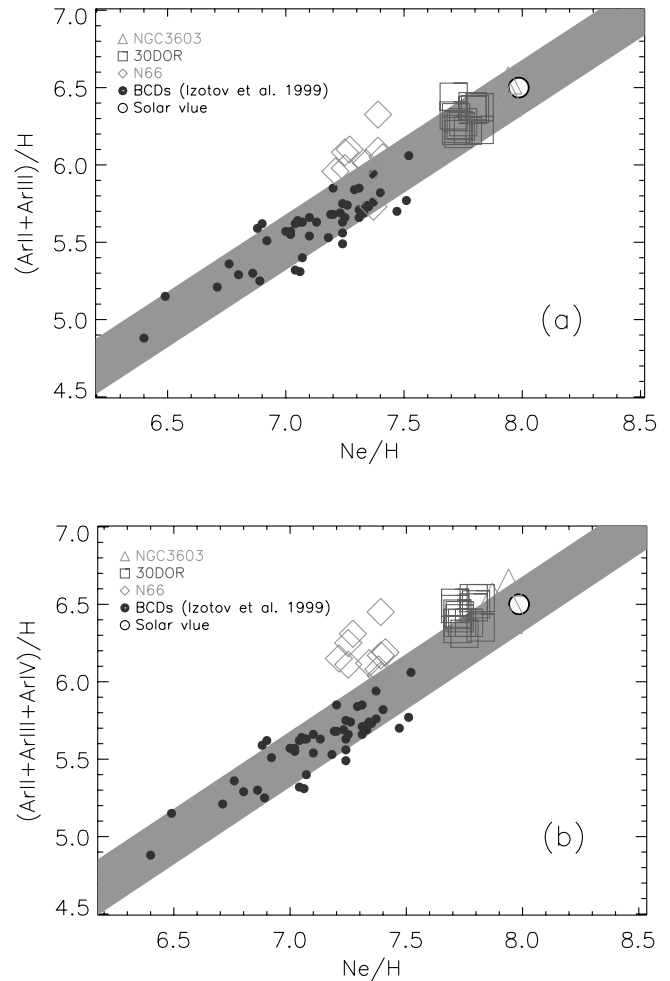 7.0
6.5
6.0
5.5
5.0
4.5
(ArII+ArIII)/H
NGC3603
30DOR
N66
BCDs (Izotov et al. 1999)
Solar vlue
(a)
6.5 7.0 7.5 8.0 8.5
Ne/H
7.0
6.5
6.0
5.5
5.0
4.5
(ArII+ArIII+ArIV)/H
NGC3603
30DOR
N66
BCDs (Izotov et al. 1999)
Solar vlue
(b)
6.5 7.0 7.5 8.0 8.5
Ne/H